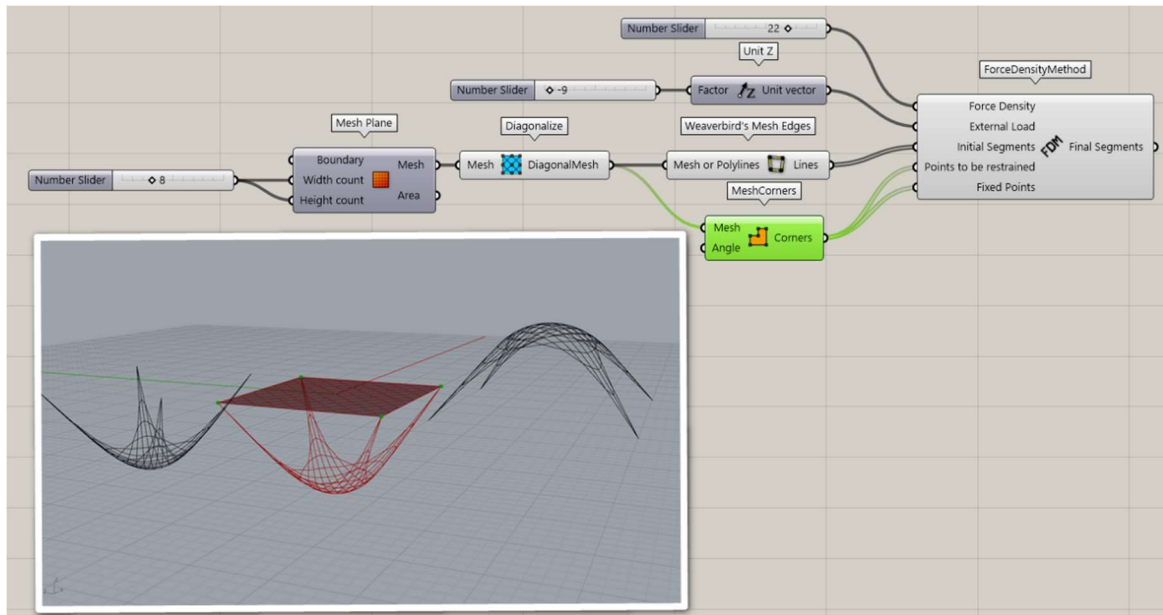 Number Slider 22
Unit Z
ForceDensityMethod
Number Slider -9
Factor Z Unit vector
Force Density
External Load
Initial Segments
Points to be restrained
Fixed Points
FDM
Final Segments
Mesh Plane
Diagonalize
Weaverbird's Mesh Edges
Boundary
Width count
Height count
Mesh
Area
Mesh DiagonalMesh
Mesh or Polylines Lines
Number Slider 8
MeshCorners
Mesh
Angle
Corners